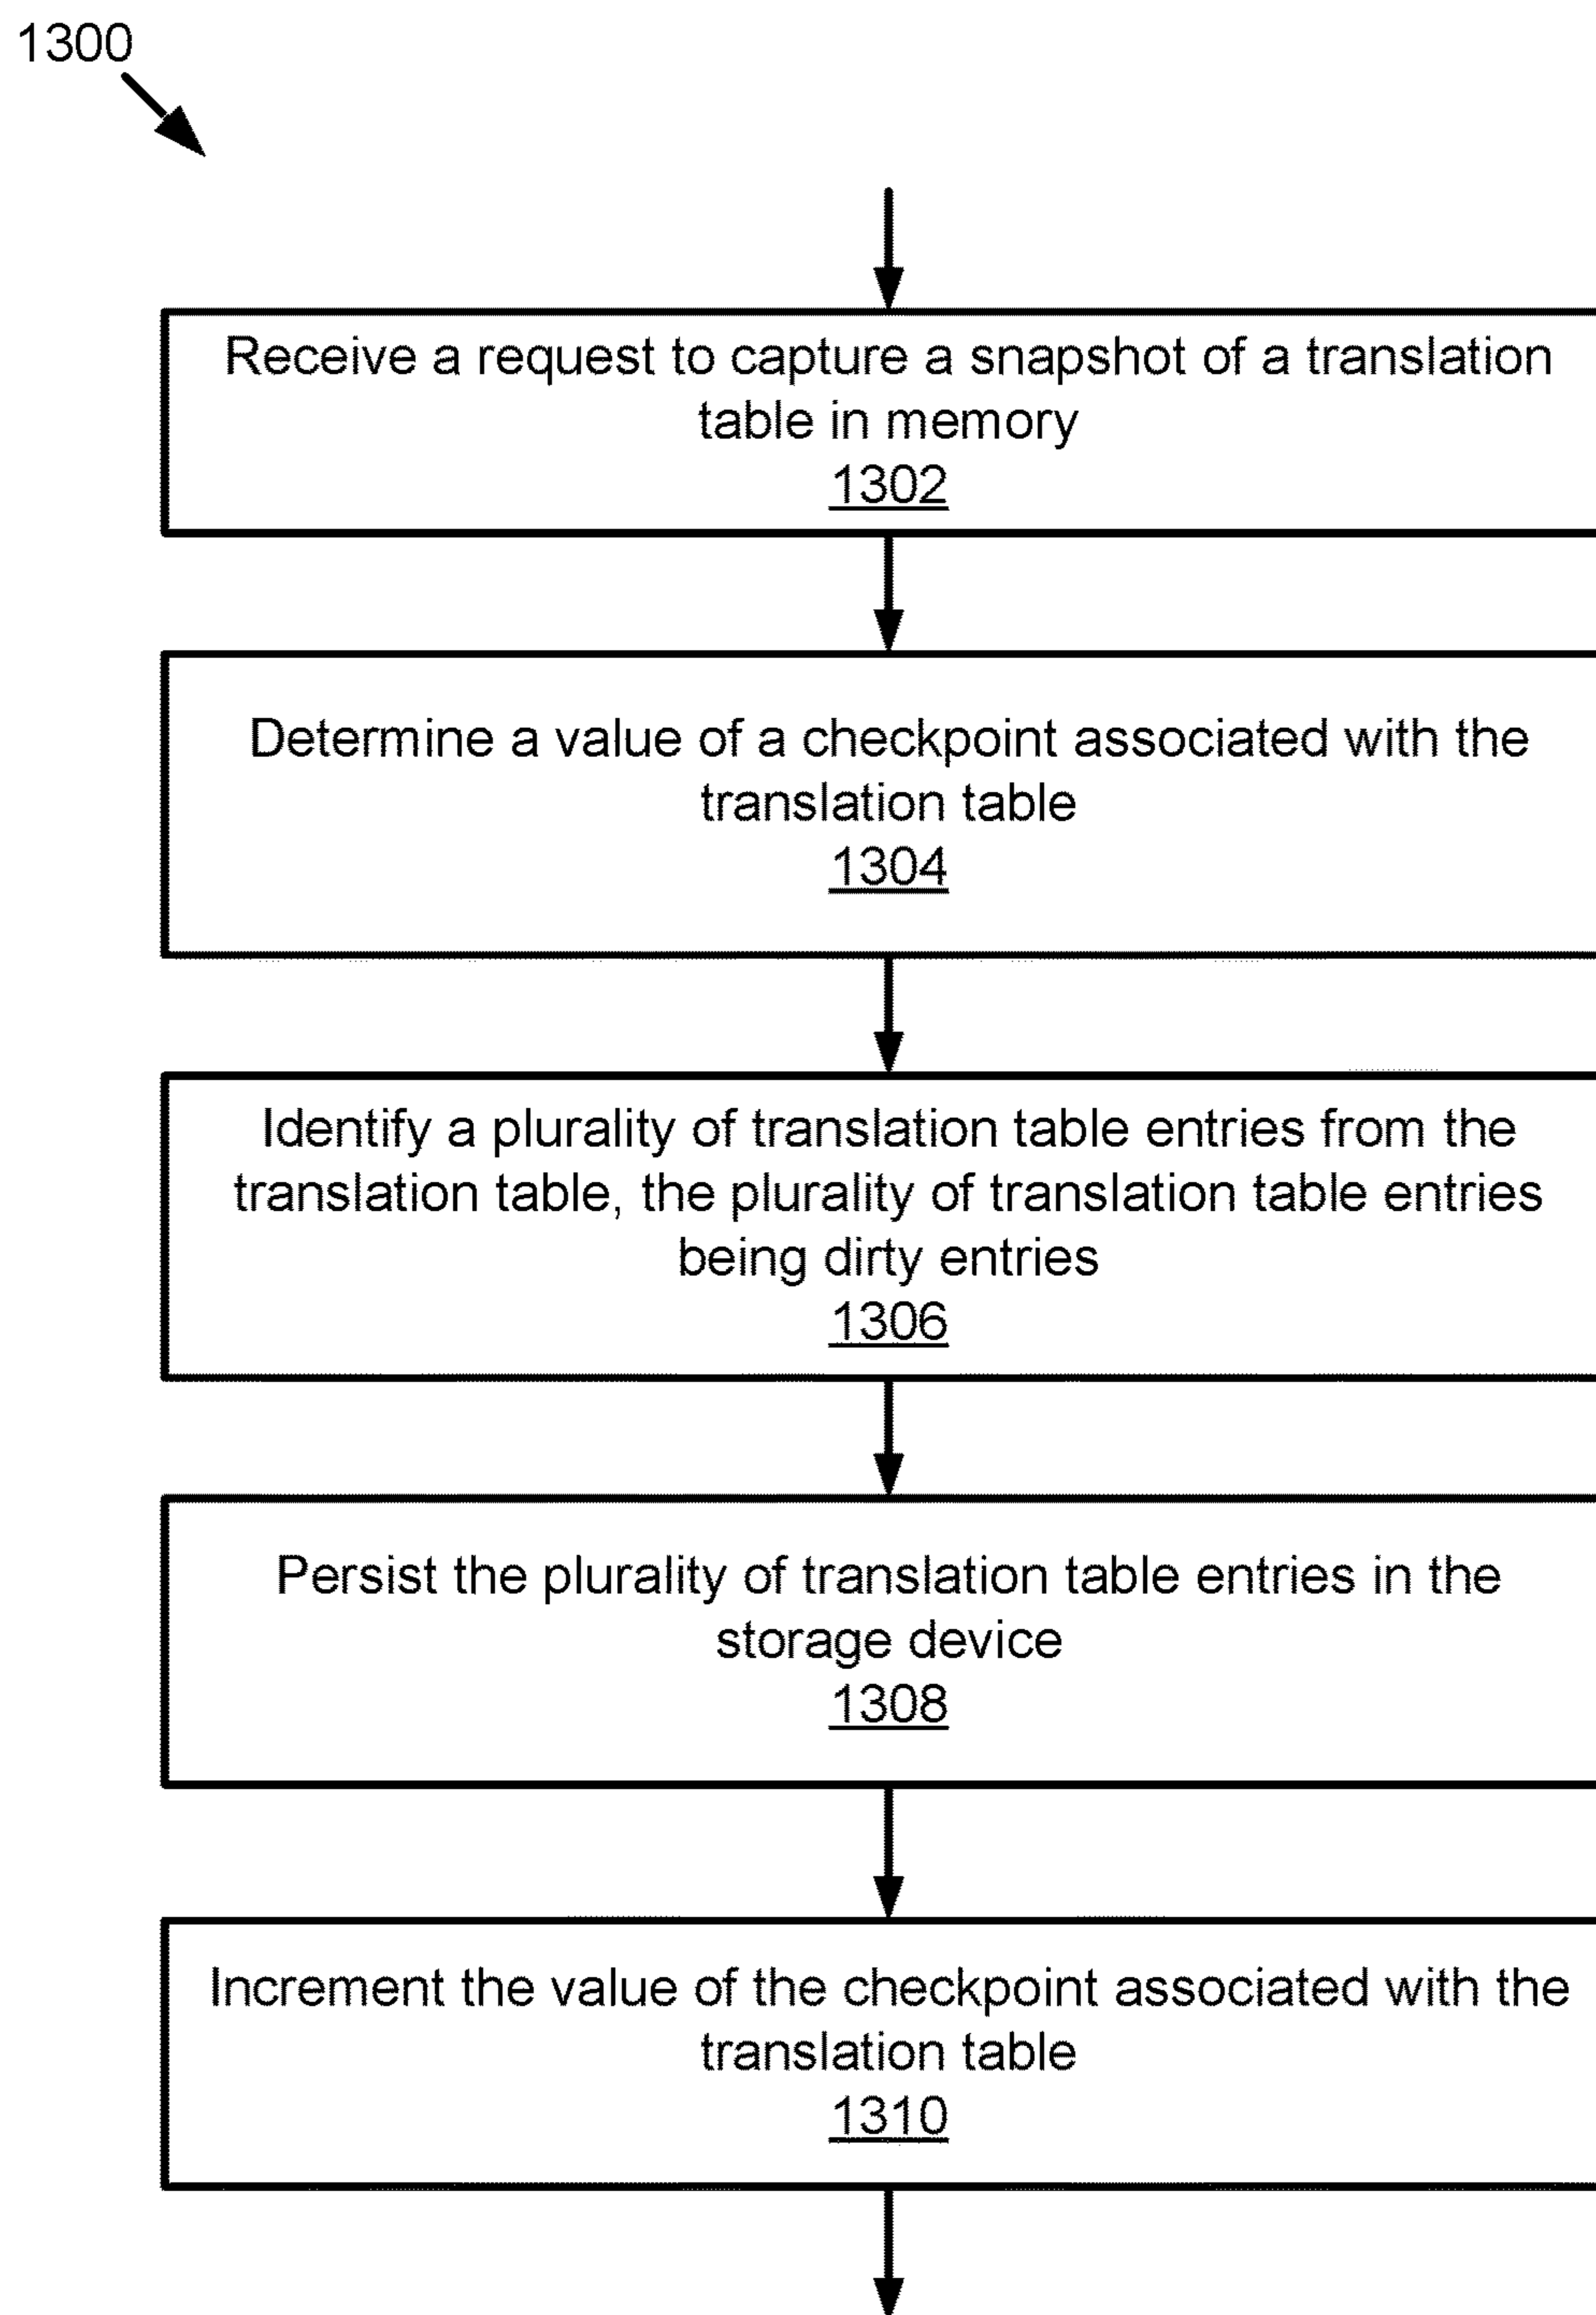 1300
Receive a request to capture a snapshot of a translation
table in memory
1302
Determine a value of a checkpoint associated with the
translation table
1304
Identify a plurality of translation table entries from the
translation table, the plurality of translation table entries
being dirty entries
1306
Persist the plurality of translation table entries in the
storage device
1308
Increment the value of the checkpoint associated with the
translation table
1310